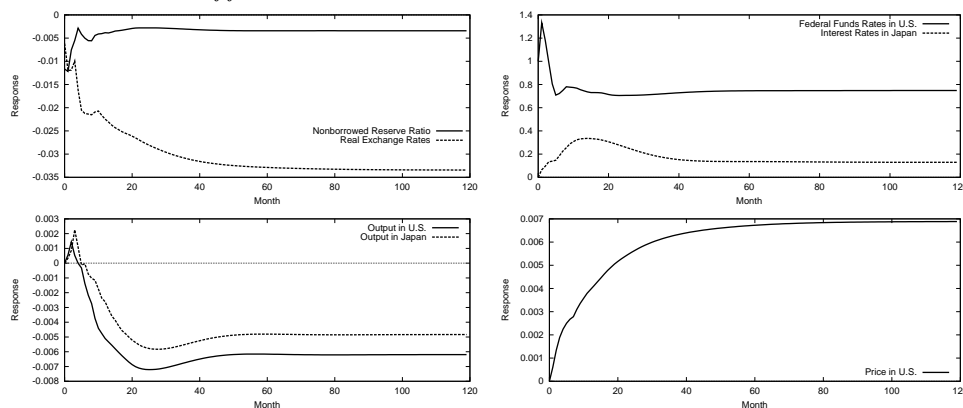 0
-0.005
-0.01
-0.015
-0.02
-0.025
-0.03
-0.035
Response
Nonborrowed Reserve Ratio
Real Exchange Rates
0 20 40 60 80 100 120
Month
1.4
1.2
1
0.8
0.6
0.4
0.2
0
Response
Federal Funds Rates in U.S.
Interest Rates in Japan
0 20 40 60 80 100 120
Month
0.003
0.002
0.001
0
-0.001
-0.002
-0.003
-0.004
-0.005
-0.006
-0.007
-0.008
Response
Output in U.S.
Output in Japan
0 20 40 60 80 100 120
Month
0.007
0.006
0.005
0.004
0.003
0.002
0.001
0
Response
Price in U.S.
0 20 40 60 80 100 120
Month